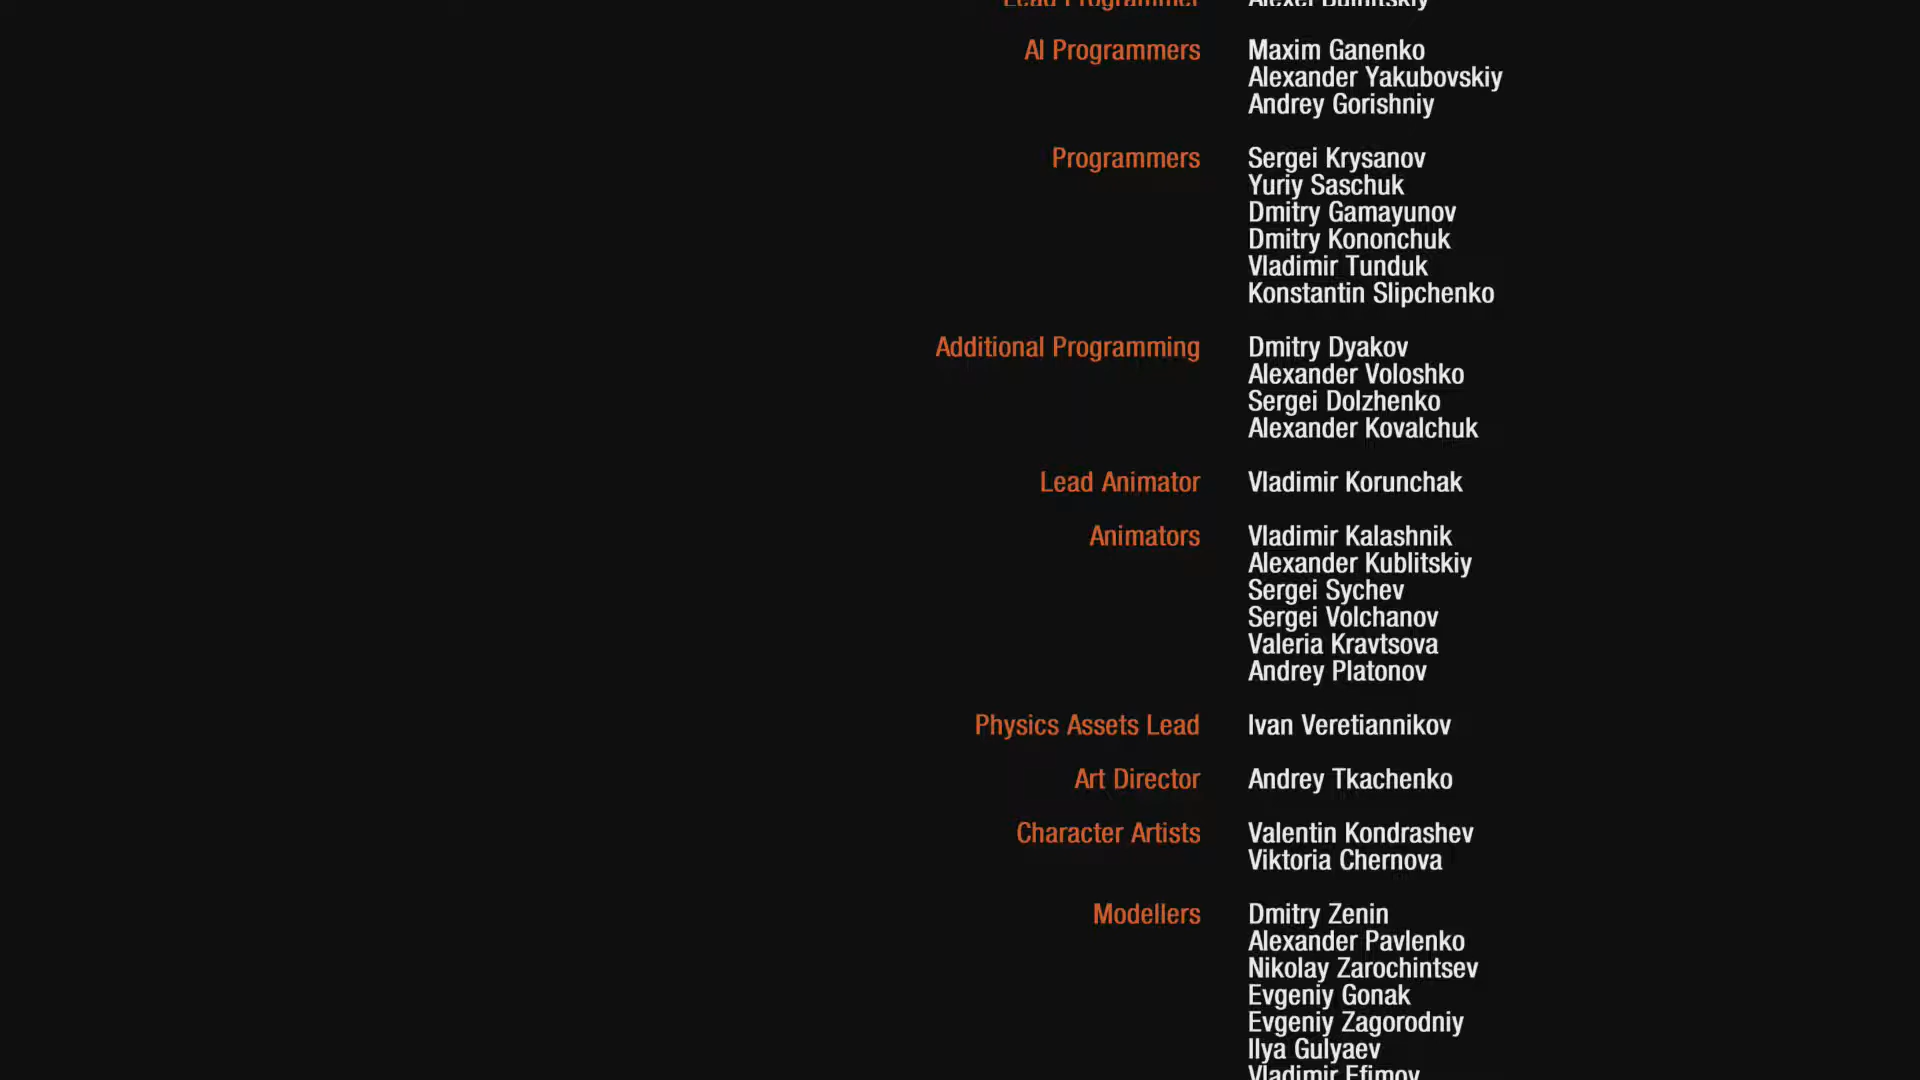 Lead Programmer
AI Programmers Maxim Ganenko
Alexander Yakubovskiy
Andrey Gorishniy
Programmers Sergei Krysanov
Yuriy Saschuk
Dmitry Gamayunov
Dmitry Kononchuk
Vladimir Tunduk
Konstantin Slipchenko
Additional Programming Dmitry Dyakov
Alexander Voloshko
Sergei Dolzhenko
Alexander Kovalchuk
Lead Animator Vladimir Korunchak
Animators Vladimir Kalashnik
Alexander Kublitskiy
Sergei Sychev
Sergei Volchanov
Valeria Kravtsova
Andrey Platonov
Physics Assets Lead Ivan Veretiannikov
Art Director Andrey Tkachenko
Character Artists Valentin Kondrashev
Viktoria Chernova
Modellers Dmitry Zenin
Alexander Pavlenko
Nikolay Zarochintsev
Evgeniy Gonak
Evgeniy Zagorodniy
Ilya Gulyaev
Vladimir Efimov